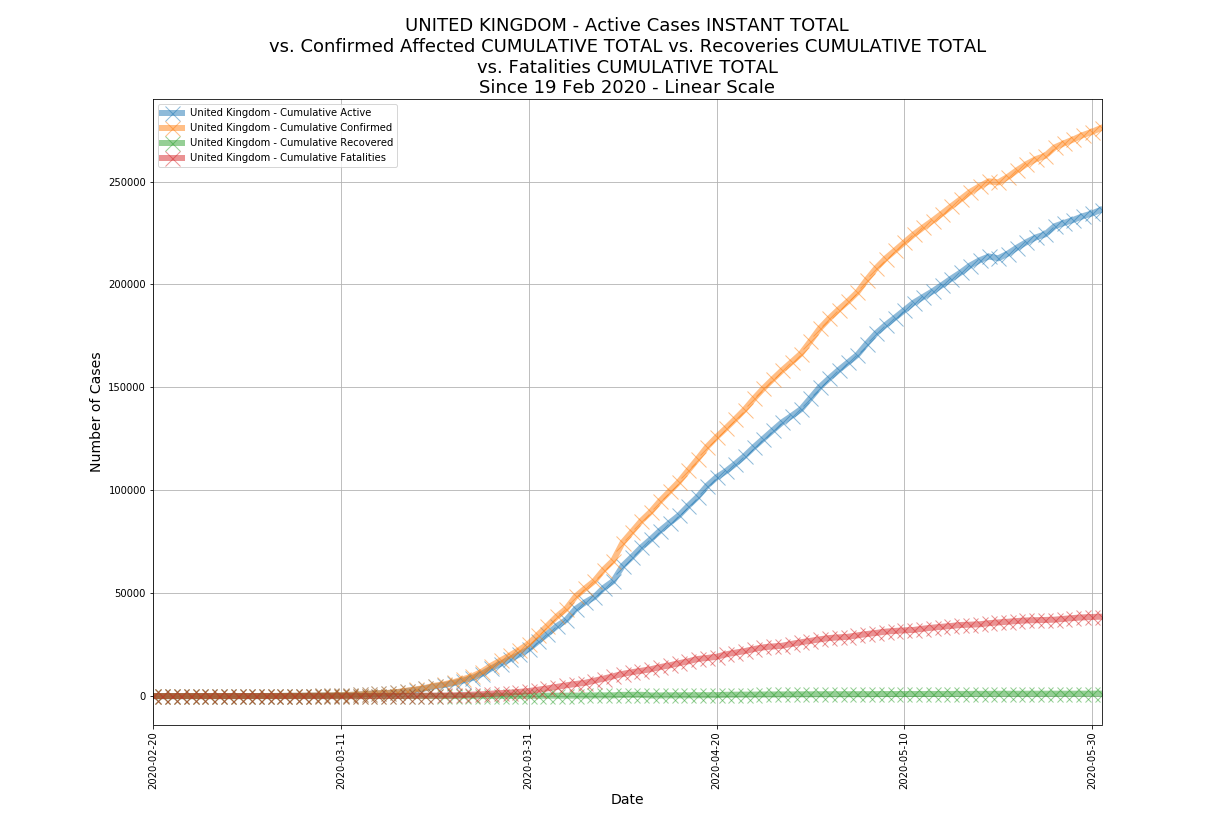 UNITED KINGDOM - Active Cases INSTANT TOTAL
vs. Confirmed Affected CUMULATIVE TOTAL vs. Recoveries CUMULATIVE TOTAL
vs. Fatalities CUMULATIVE TOTAL
Since 19 Feb 2020 - Linear Scale
United Kingdom - Cumulative Active
United Kingdom - Cumulative Confirmed
United Kingdom - Cumulative Recovered
United Kingdom - Cumulative Fatalities
Number of Cases
250000
200000
150000
100000
50000
0
2020-02-20
2020-03-11
2020-03-31
2020-04-20
2020-05-10
2020-05-30
Date